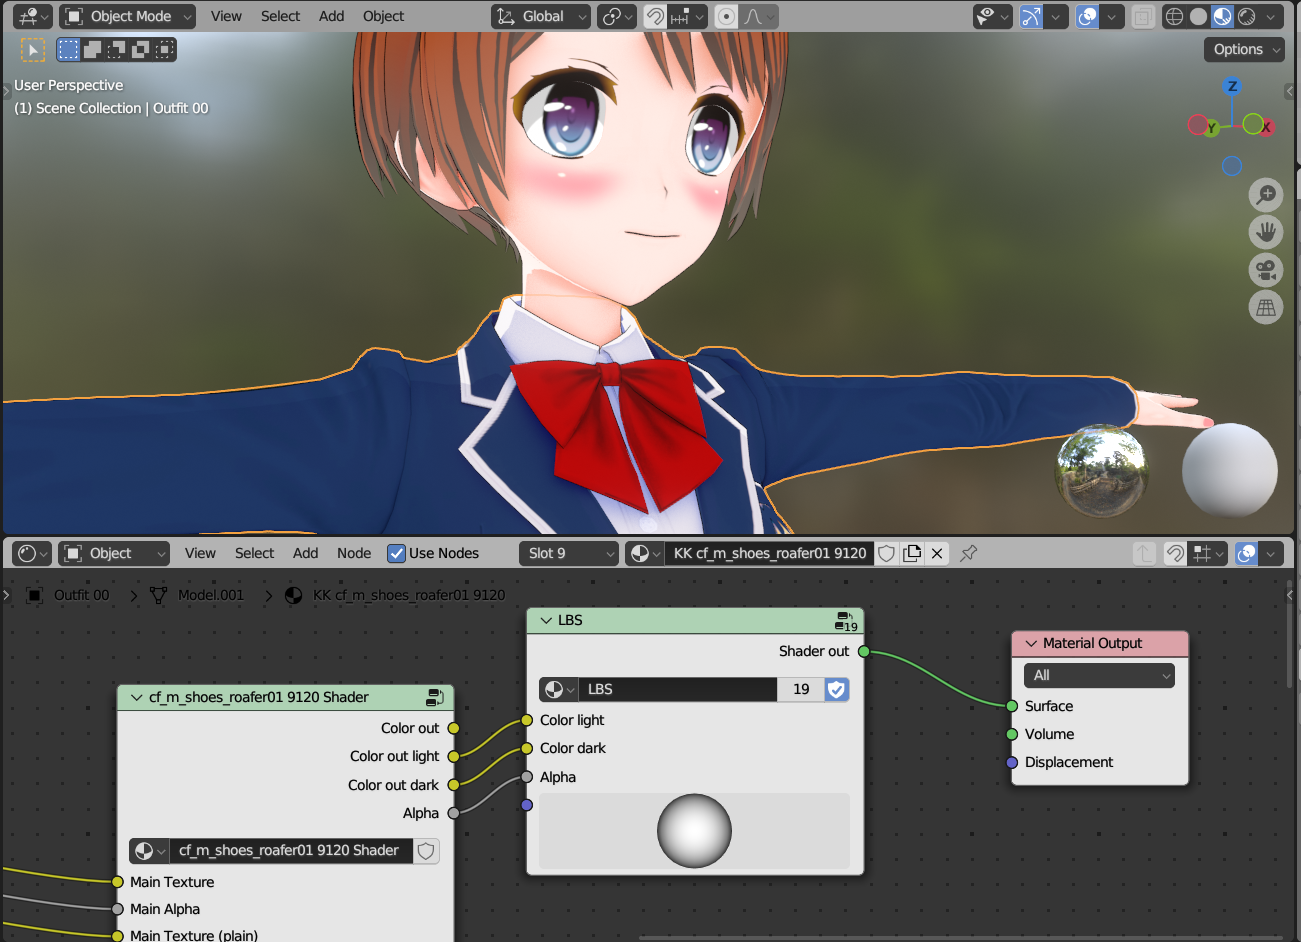 Object Mode View Select Add Object Global
Options
User Perspective
(1) Scene Collection | Outfit 00
Z
Y X
Object View Select Add Node Use Nodes Slot 9 KK cf_m_shoes_roafer01 9120
Outfit 00 Model.001 KK cf_m_shoes_roafer01 9120
LBS 19
Shader out
LBS 19
Color light
Color dark
Alpha
Material Output
All
Surface
Volume
Displacement
cf_m_shoes_roafer01 9120 Shader
Color out
Color out light
Color out dark
Alpha
cf_m_shoes_roafer01 9120 Shader
Main Texture
Main Alpha
Main Texture (plain)